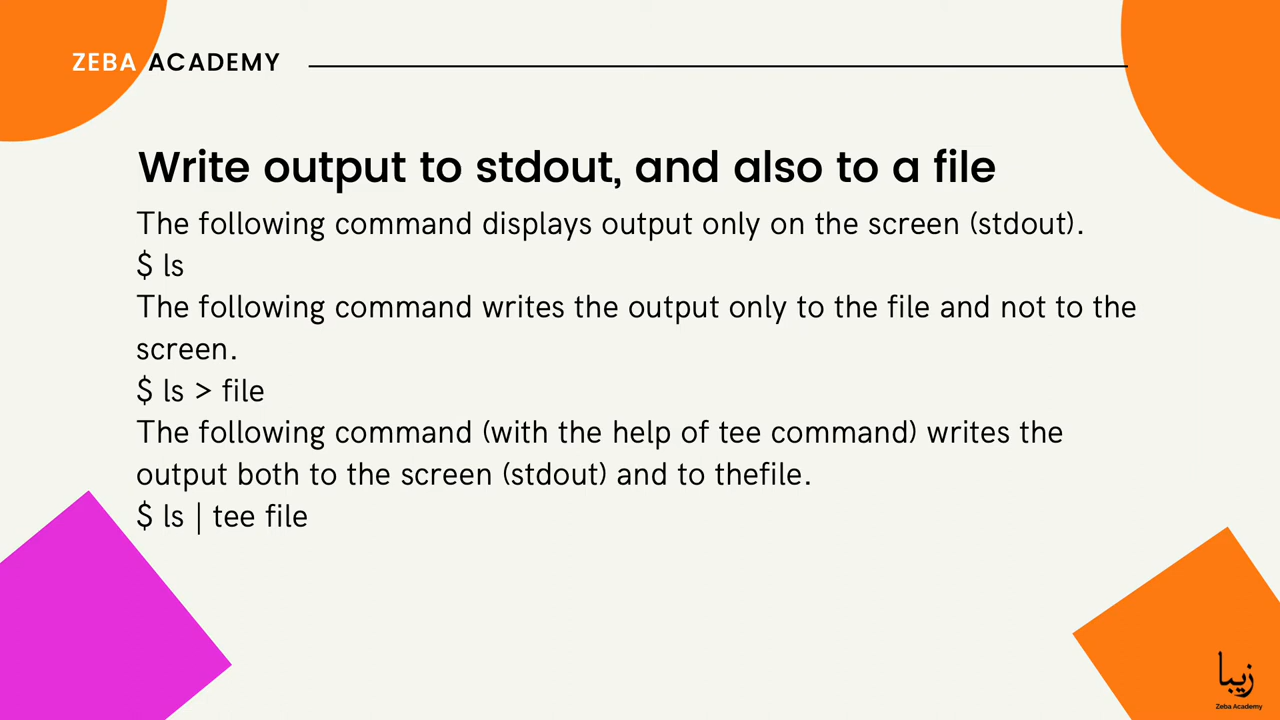 ZEBA ACADEMY
Write output to stdout, and also to a file
The following command displays output only on the screen (stdout).
$ ls
The following command writes the output only to the file and not to the
screen.
$ ls > file
The following command (with the help of tee command) writes the
output both to the screen (stdout) and to thefile.
$ ls | tee file
زيبا
Zeba Academy